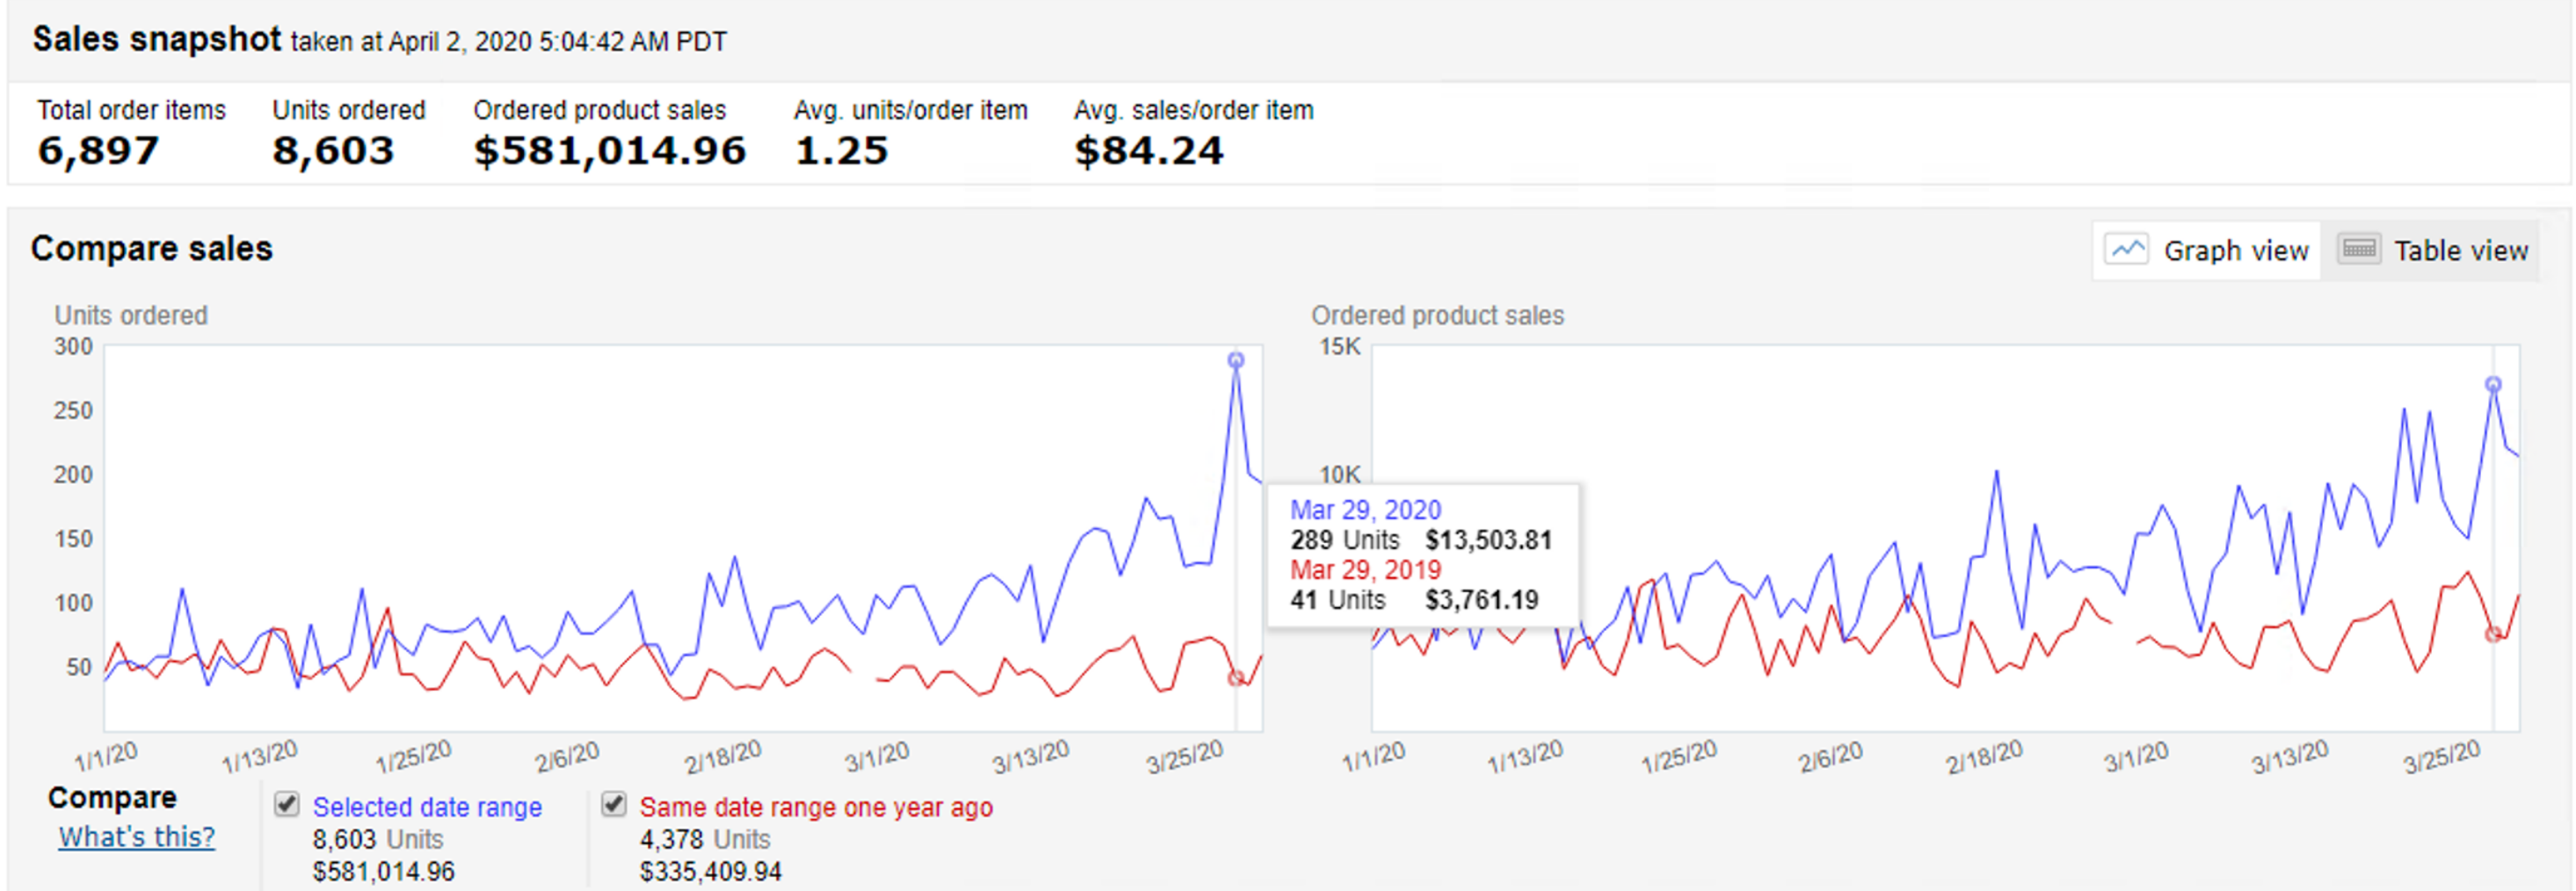 Sales snapshot taken at April 2, 2020 5:04:42 AM PDT
Total order items Units ordered Ordered product sales Avg. units/order item Avg. sales/order item
6,897 8,603 $581,014.96 1.25 $84.24
Compare sales
Graph view Table view
Units ordered
300
250
200
150
100
50
1/1/20 1/13/20 1/25/20 2/6/20 2/18/20 3/1/20 3/13/20 3/25/20
Ordered product sales
15K
10K
Mar 29, 2020
289 Units $13,503.81
Mar 29, 2019
41 Units $3,761.19
1/1/20 1/13/20 1/25/20 2/6/20 2/18/20 3/1/20 3/13/20 3/25/20
Compare
What's this?
Selected date range
8,603 Units
$581,014.96
Same date range one year ago
4,378 Units
$335,409.94